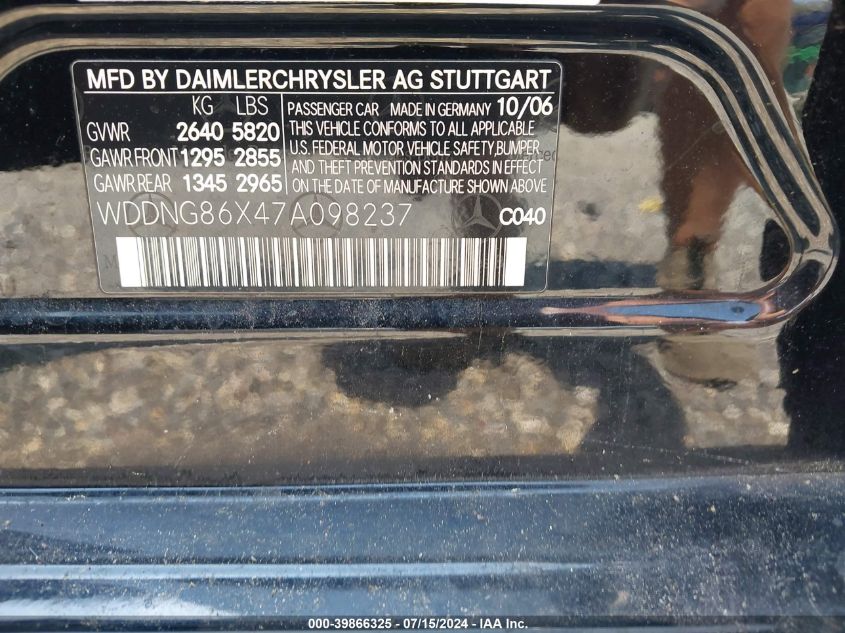 MFD BY DAIMLERCHRYSLER AG STUTTGART
KG LBS
GVWR 2640 5820
GAWR FRONT 1295 2855
GAWR REAR 1345 2965
PASSENGER CAR MADE IN GERMANY 10/06
THIS VEHICLE CONFORMS TO ALL APPLICABLE
U.S. FEDERAL MOTOR VEHICLE SAFETY, BUMPER
AND THEFT PREVENTION STANDARDS IN EFFECT
ON THE DATE OF MANUFACTURE SHOWN ABOVE
WDDNG86X47A098237 C040
000-39866325 - 07/15/2024 - IAA Inc.